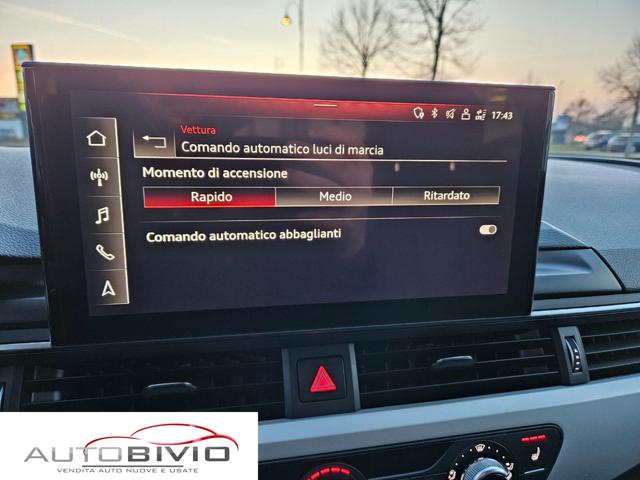 17:43
Vettura
Comando automatico luci di marcia
Momento di accensione
Rapido Medio Ritardato
Comando automatico abbaglianti
AUTOBIVIO
VENDITA AUTO NUOVE E USATE